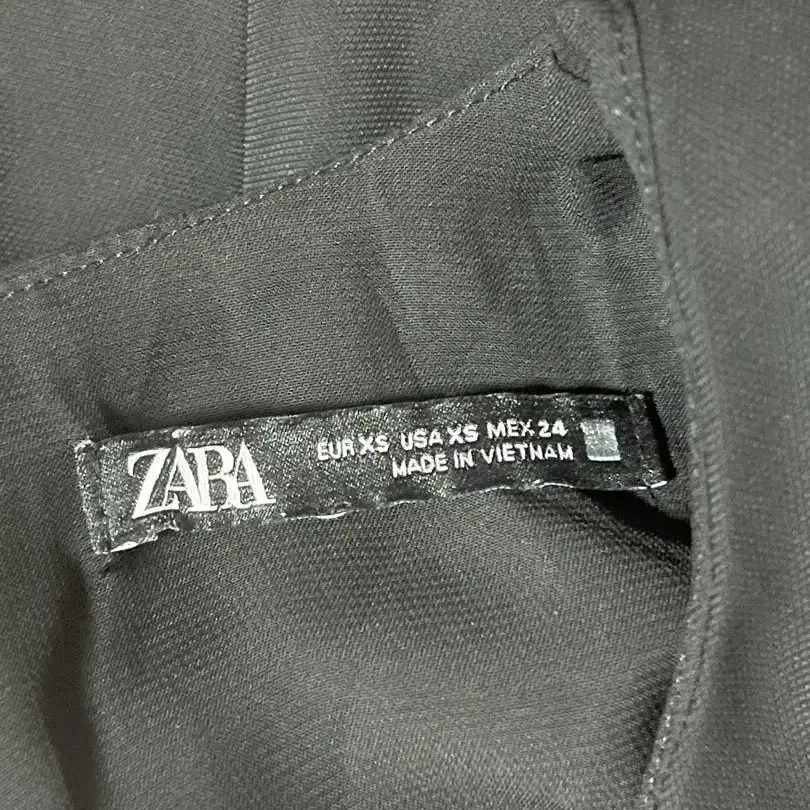 ZARA
EUR XS USA XS MEX 24
MADE IN VIETNAM